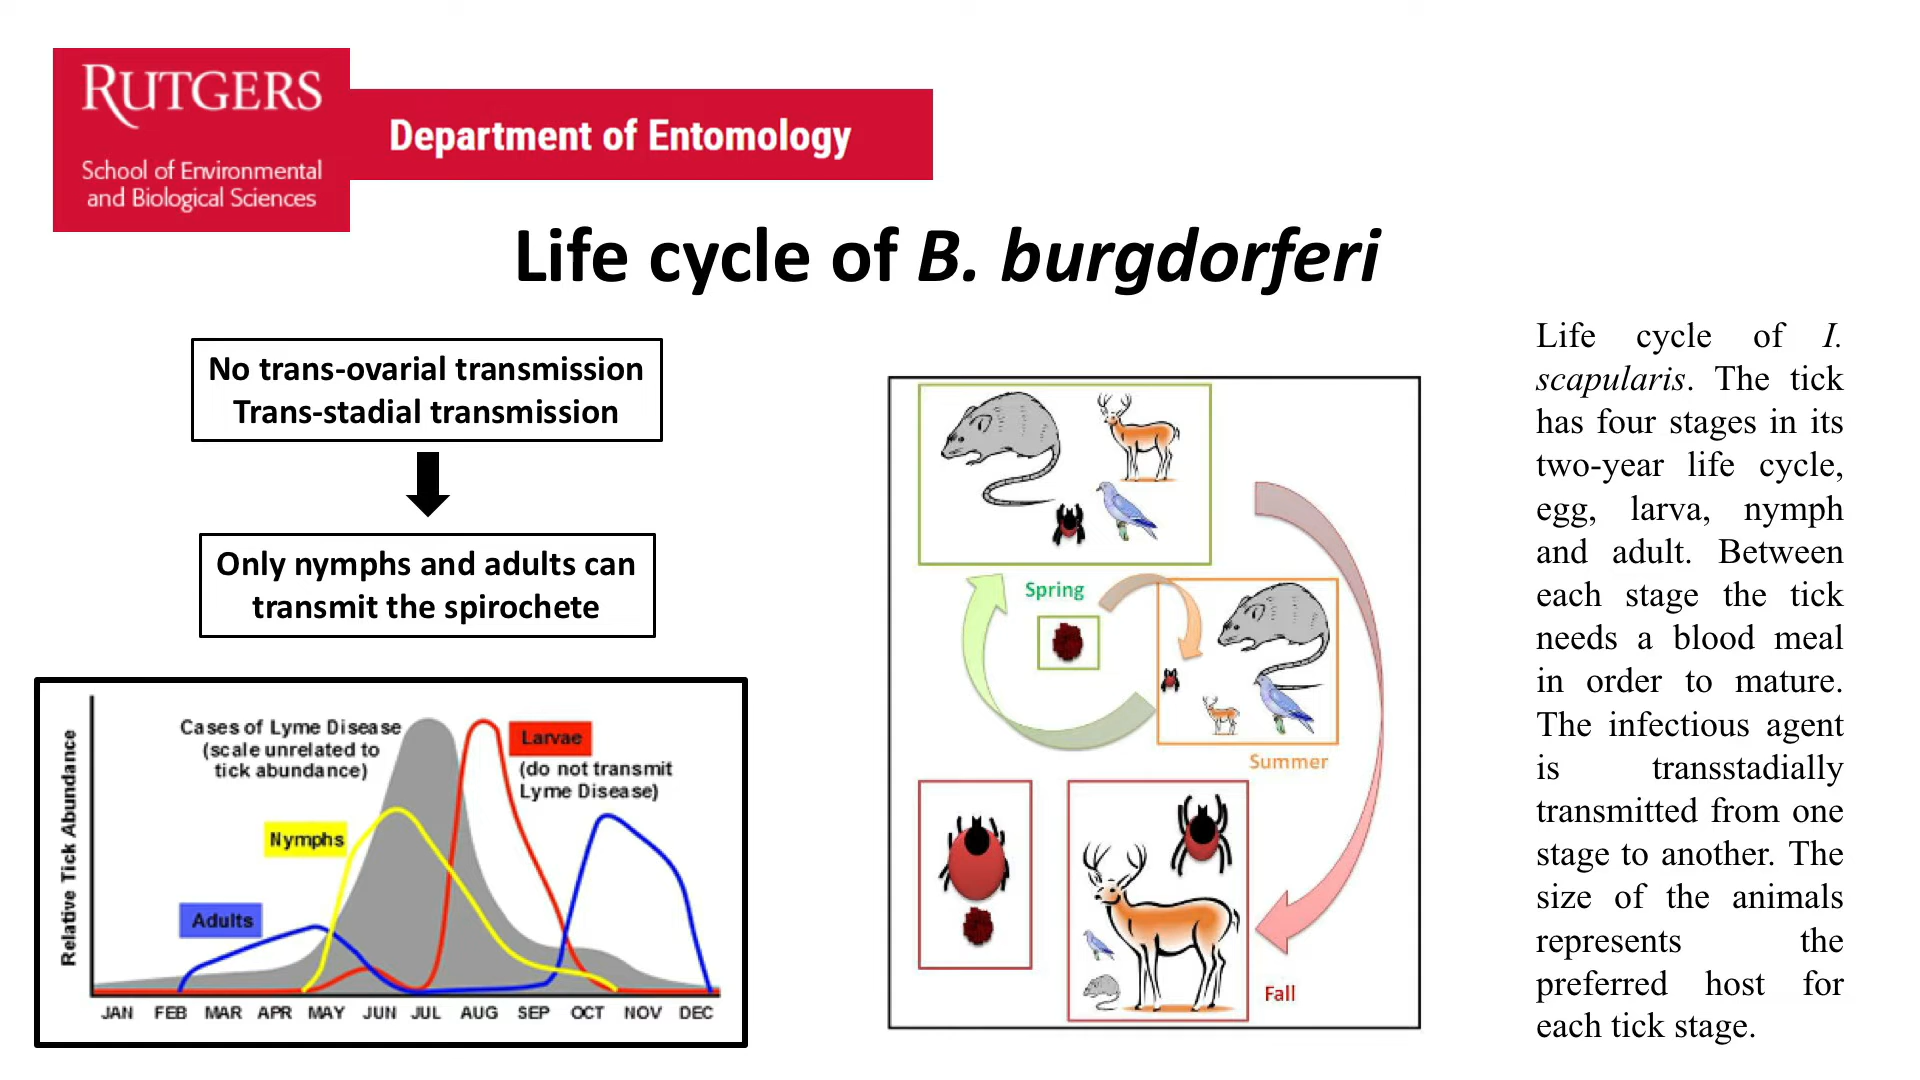 RUTGERS
School of Environmental
and Biological Sciences
Department of Entomology
Life cycle of B. burgdorferi
No trans-ovarial transmission
Trans-stadial transmission
Only nymphs and adults can
transmit the spirochete
Relative Tick Abundance
Cases of Lyme Disease
(scale unrelated to
tick abundance)
Larvae
(do not transmit
Lyme Disease)
Nymphs
Adults
JAN FEB MAR APR MAY JUN JUL AUG SEP OCT NOV DEC
Spring
Summer
Fall
Life cycle of I.
scapularis. The tick
has four stages in its
two-year life cycle,
egg, larva, nymph
and adult. Between
each stage the tick
needs a blood meal
in order to mature.
The infectious agent
is transstadially
transmitted from one
stage to another. The
size of the animals
represents the
preferred host for
each tick stage.